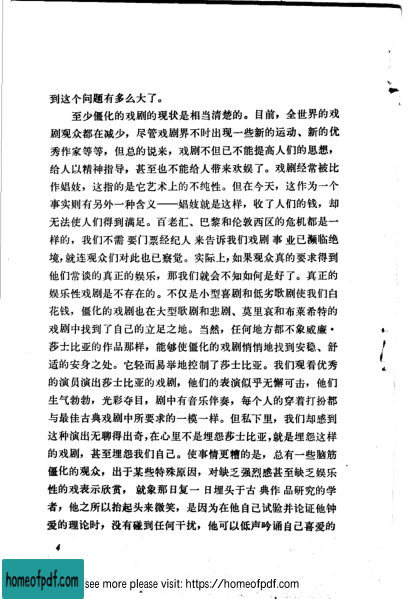 到这个问题有多么大了。
至少僵化的戏剧的现状是相当清楚的。目前，全世界的戏
剧观众都在减少，尽管戏剧界不时出现一些新的运动、新的优
秀作家等等，但总的说来，戏剧不但已不能提高人们的思想，
给人以精神指导，甚至也不能给人带来欢娱了。戏剧经常被比
作娼妓，这指的是它艺术上的不纯性。但在今天，这作为一个
事实则有另外一种含义——娼妓就是这样，收了人们的钱，却
无法使人们得到满足。百老汇、巴黎和伦敦西区的危机都是一
样的，我们不需 要门票经纪人 来告诉我们戏剧 事 业已濒临绝
境，就连观众们对此也已察觉。实际上，如果观众真的要求得到
他们常谈的真正的娱乐，那我们就会不知如何是好了。真正的
娱乐性戏剧是不存在的。不仅是小型喜剧和低劣歌剧使我们白
花钱，僵化的戏剧也在大型歌剧和悲剧、莫里哀和布莱希特的
戏剧中找到了自己的立足之地。当然，任何地方都不象威廉·
莎士比亚的作品那样，能够使僵化的戏剧悄悄地找到安稳、舒
适的安身之处。它轻而易举地控制了莎士比亚。我们观看优秀
的演员演出莎士比亚的戏剧，他们的表演似乎无懈可击，他们
生气勃勃，光彩夺目，剧中有音乐伴奏，每个人的穿着打扮都
与最佳古典戏剧中所要求的一模一样。但私下里，我们却感到
这种演出无聊得出奇，在心里不是埋怨莎士比亚，就是埋怨这样
的戏剧，甚至埋怨我们自己。使事情更糟的是，总有一些脑筋
僵化的观众，出于某些特殊原因，对缺乏强烈感甚至缺乏娱乐
性的戏表示欣赏， 就象那日复一 日埋头于古 典作 品研究的学
者，他之所以抬起头来微笑，是因为在他自己试验并论证他钟
爱的理论时，没有碰到任何干扰，他可以低声吟诵自己喜爱的
4
homeofpdf.com
see more please visit: https://homeofpdf.com